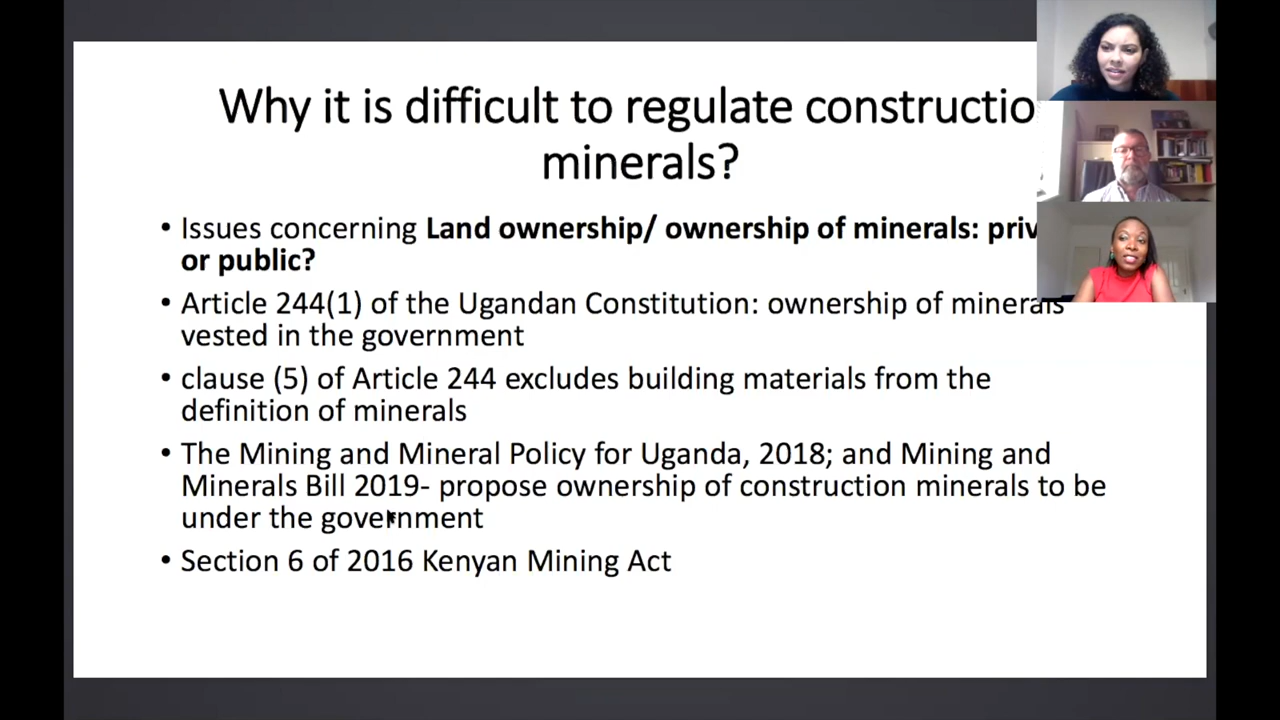 Why it is difficult to regulate constructio
minerals?
• Issues concerning Land ownership/ ownership of minerals: priv
or public?
• Article 244(1) of the Ugandan Constitution: ownership of minerals
vested in the government
• clause (5) of Article 244 excludes building materials from the
definition of minerals
• The Mining and Mineral Policy for Uganda, 2018; and Mining and
Minerals Bill 2019- propose ownership of construction minerals to be
under the government
• Section 6 of 2016 Kenyan Mining Act